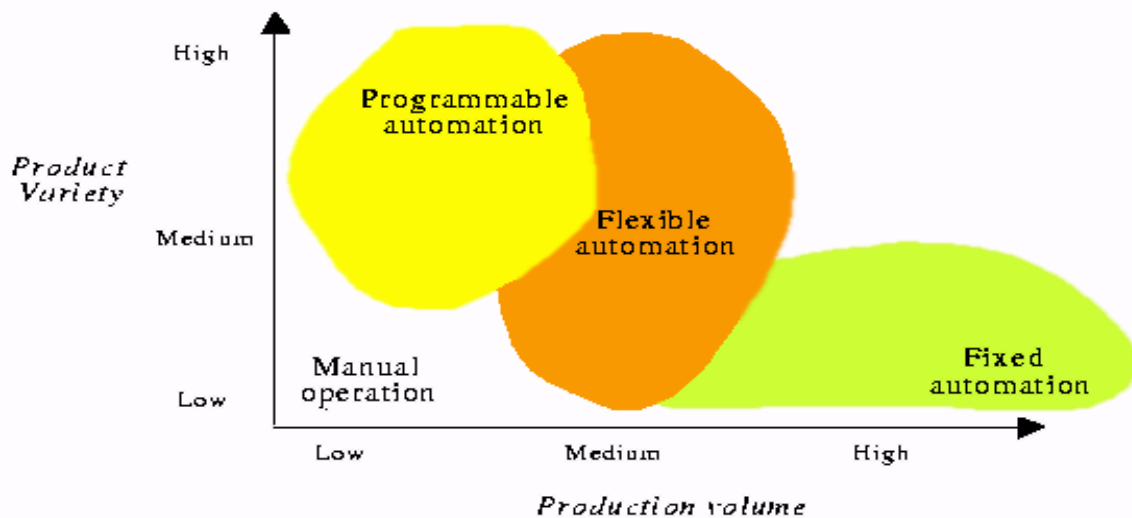 High
Programmable
automation
Product
Variety
Flexible
automation
Medium
Manual
operation
Fixed
automation
Low
Low
Medium
High
Production volume